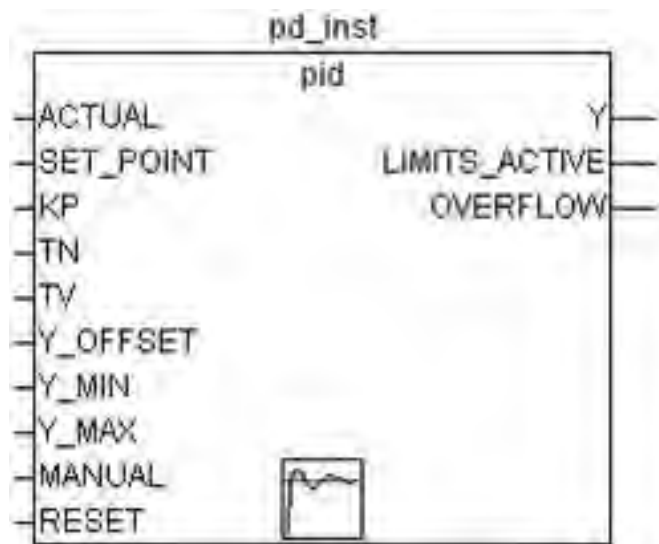 pd_inst
pid
ACTUAL Y
SET_POINT LIMITS_ACTIVE
KP OVERFLOW
TN
TV
Y_OFFSET
Y_MIN
Y_MAX
MANUAL
RESET